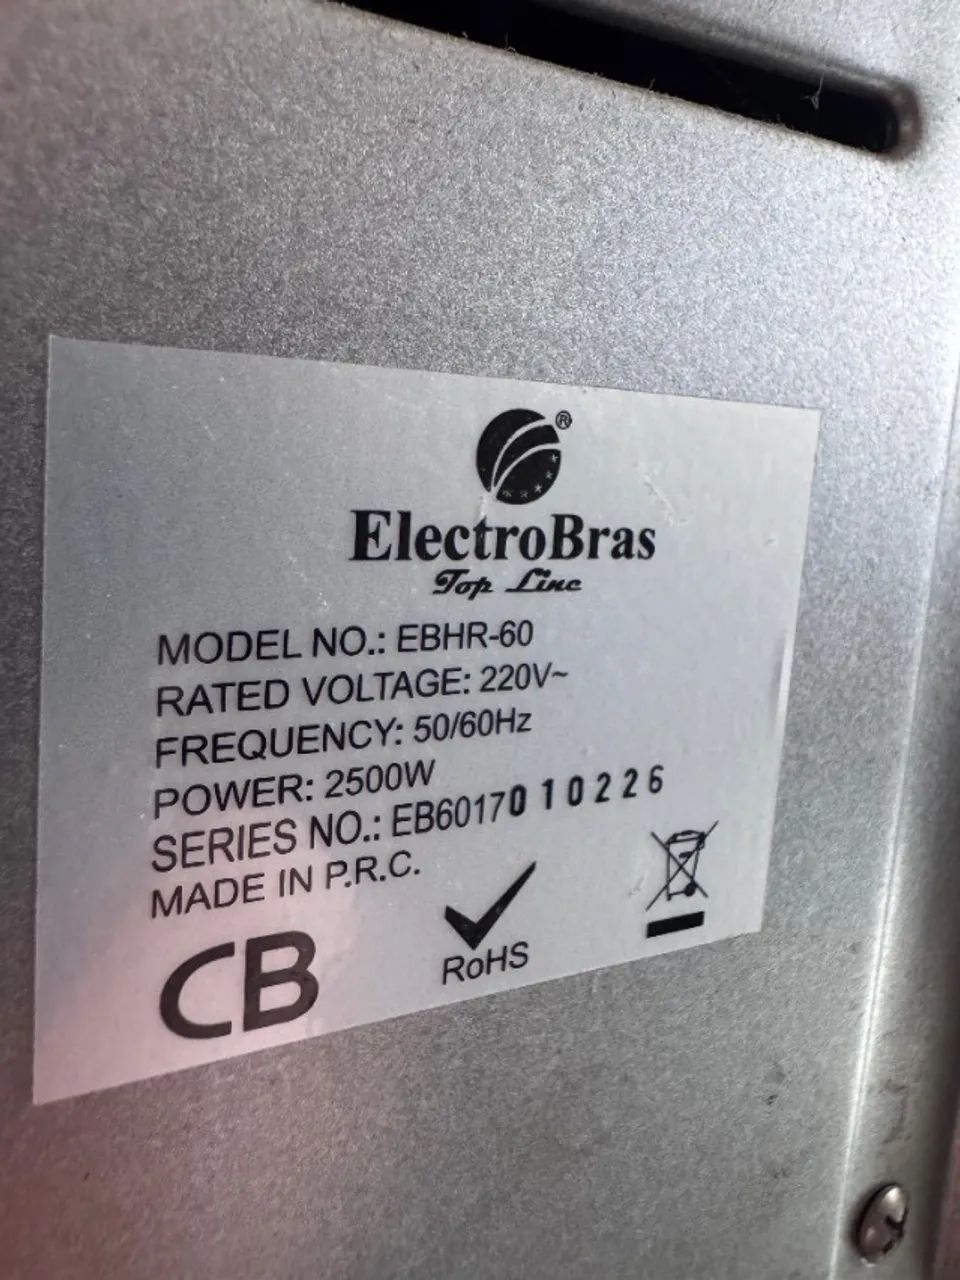 ®
ElectroBras
Top Line
MODEL NO.: EBHR-60
RATED VOLTAGE: 220V~
FREQUENCY: 50/60Hz
POWER: 2500W
SERIES NO.: EB6017010226
MADE IN P.R.C.
CB
RoHS